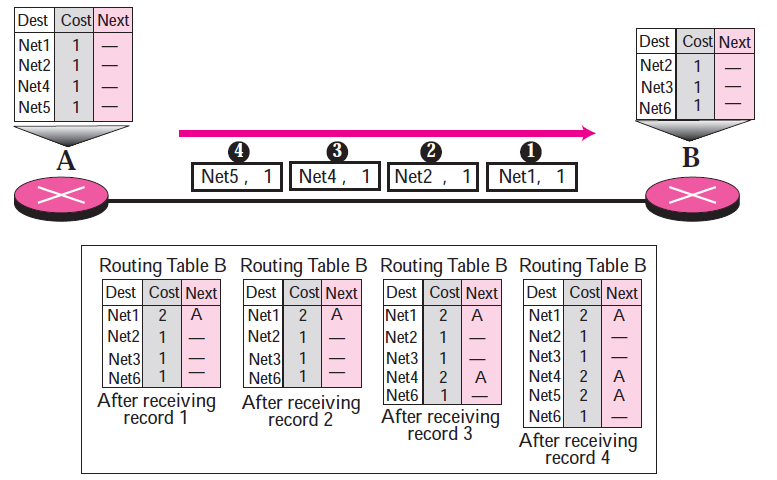 Dest Cost Next
Net1 1 —
Net2 1 —
Net4 1 —
Net5 1 —
A
Dest Cost Next
Net2 1 —
Net3 1 —
Net6 1 —
B
4 3 2 1
Net5 , 1 Net4 , 1 Net2 , 1 Net1, 1
Routing Table B Routing Table B Routing Table B Routing Table B
Dest Cost Next
Net1 2 A
Net2 1 —
Net3 1 —
Net6 1 —
After receiving
record 1
Dest Cost Next
Net1 2 A
Net2 1 —
Net3 1 —
Net6 1 —
After receiving
record 2
Dest Cost Next
Net1 2 A
Net2 1 —
Net3 1 —
Net4 2 A
Net6 1 —
After receiving
record 3
Dest Cost Next
Net1 2 A
Net2 1 —
Net3 1 —
Net4 2 A
Net5 2 A
Net6 1 —
After receiving
record 4